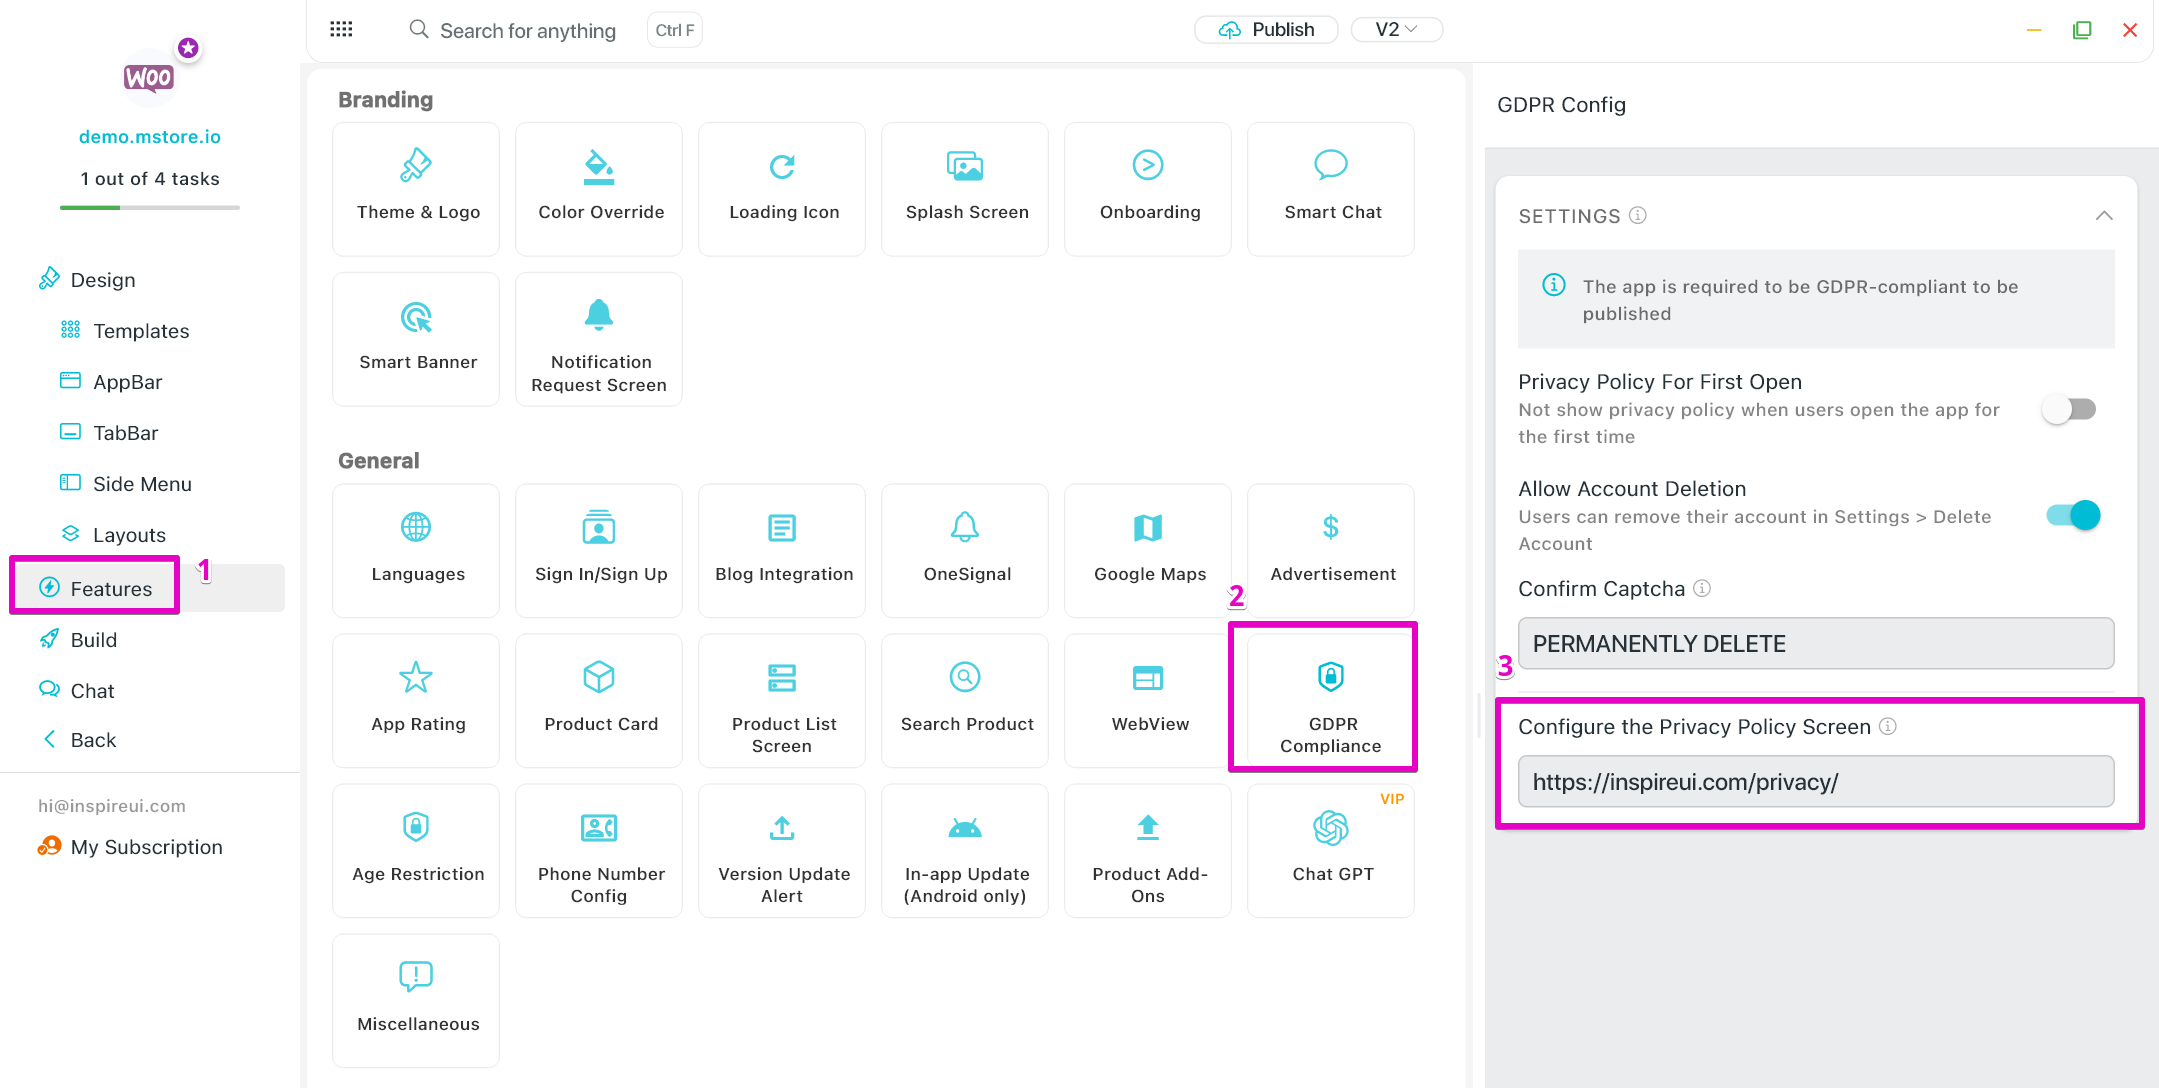 Woo
demo.mstore.io
1 out of 4 tasks
Design
Templates
AppBar
TabBar
Side Menu
Layouts
Features
1
Build
Chat
Back
hi@inspireui.com
My Subscription
Search for anything
Ctrl F
Publish
V2
Branding
Theme & Logo
Color Override
Loading Icon
Splash Screen
Onboarding
Smart Chat
Smart Banner
Notification
Request Screen
General
Languages
Sign In/Sign Up
Blog Integration
OneSignal
Google Maps
Advertisement
2
App Rating
Product Card
Product List
Screen
Search Product
WebView
GDPR
Compliance
Age Restriction
Phone Number
Config
Version Update
Alert
In-app Update
(Android only)
Product Add-
Ons
VIP
Chat GPT
Miscellaneous
GDPR Config
SETTINGS
The app is required to be GDPR-compliant to be
published
Privacy Policy For First Open
Not show privacy policy when users open the app for
the first time
Allow Account Deletion
Users can remove their account in Settings > Delete
Account
Confirm Captcha
PERMANENTLY DELETE
3
Configure the Privacy Policy Screen
https://inspireui.com/privacy/